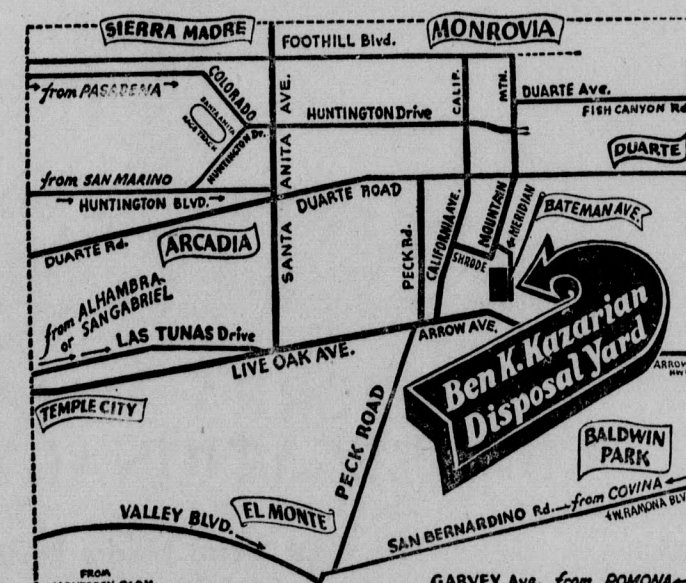 SIERRA MADRE
MONROVIA
FOOTHILL Blvd.
from PASADENA
COLORADO
SANTA ANITA
RACE TRACK
HUNTINGTON Dr.
SANTA ANITA AVE.
HUNTINGTON Drive
CALIF.
MTN.
DUARTE Ave.
FISH CANYON Rd
DUARTE
from SAN MARINO
HUNTINGTON BLVD.
DUARTE ROAD
DUARTE Rd.
ARCADIA
PECK Rd.
CALIFORNIA AVE.
SHRODE
MOUNTAIN
MERIDIAN
BATEMAN AVE.
from ALHAMBRA
or SAN GABRIEL
LAS TUNAS Drive
LIVE OAK AVE.
ARROW AVE.
Ben K. Kazarian
Disposal Yard
ARROW
TEMPLE CITY
PECK ROAD
BALDWIN
PARK
VALLEY BLVD.
EL MONTE
SAN BERNARDINO Rd. from COVINA
W. RAMONA BLV
FROM
GARVEY Ave. from POMONA